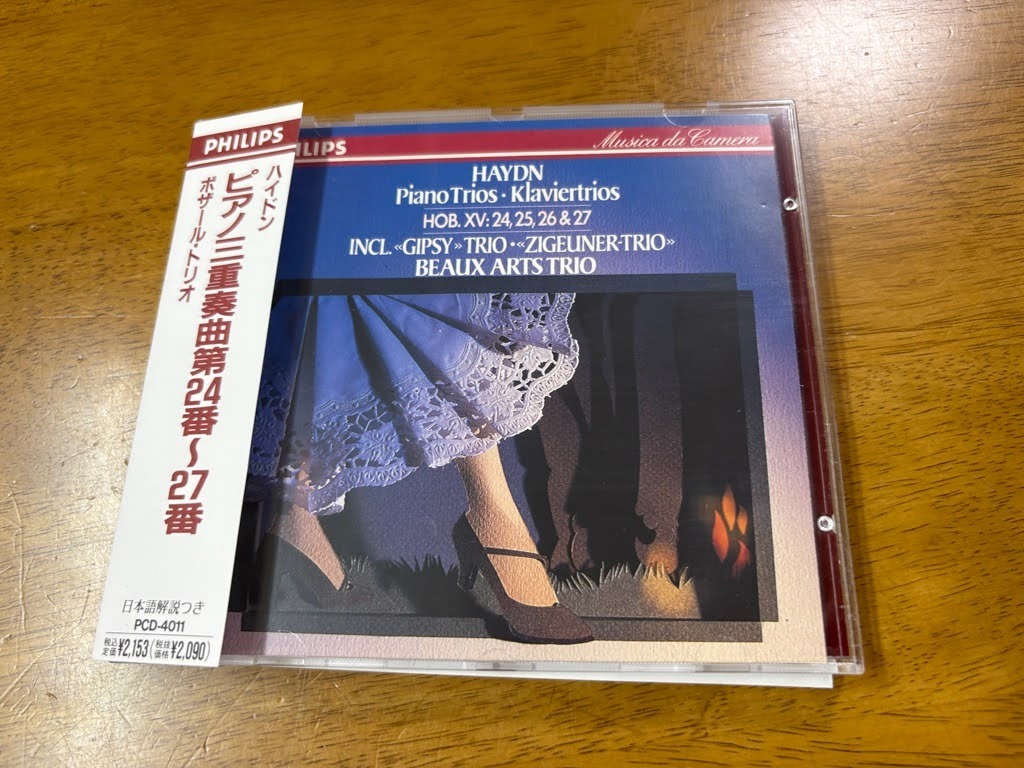 PHILIPS
ハイドン
ピアノ三重奏曲第24番〜27番
ボザール・トリオ
日本語解説つき
PCD-4011
税込定価¥2,153(税抜価格¥2,090)
ILIPS
Musica da Camera
HAYDN
Piano Trios · Klaviertrios
HOB. XV: 24, 25, 26 & 27
INCL. «GIPSY» TRIO · «ZIGEUNER-TRIO»
BEAUX ARTS TRIO